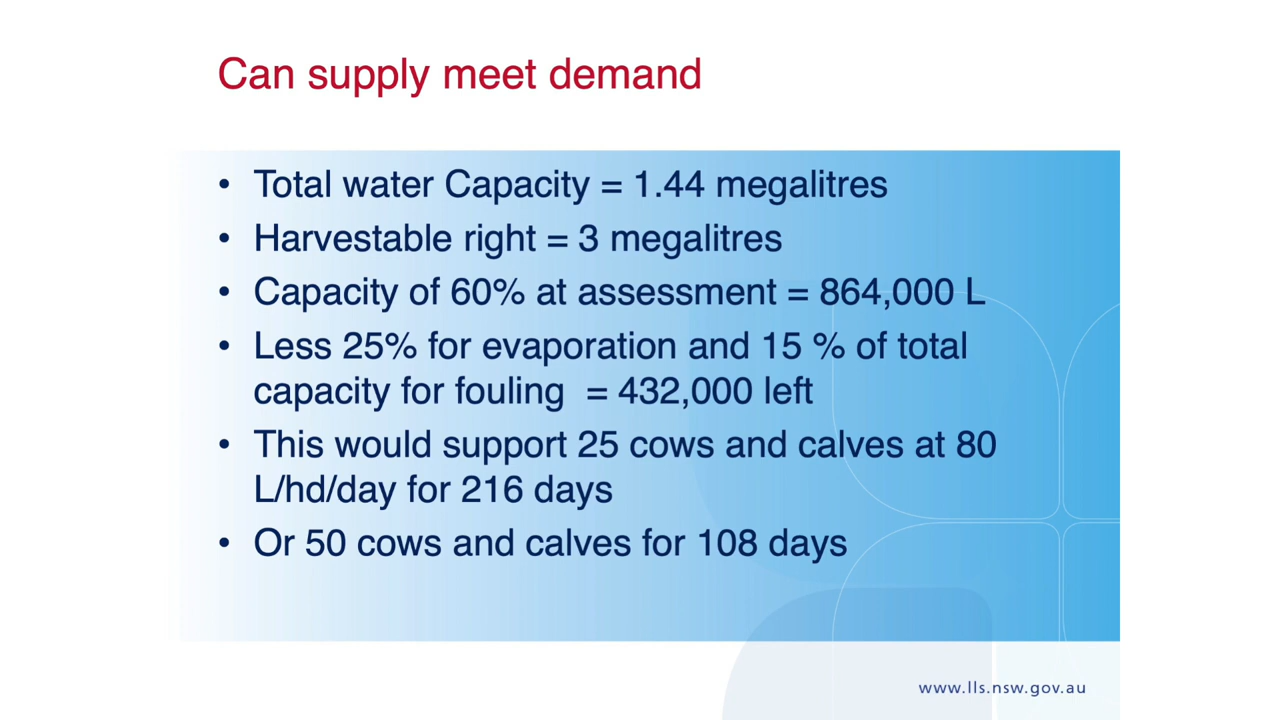 Can supply meet demand
• Total water Capacity = 1.44 megalitres
• Harvestable right = 3 megalitres
• Capacity of 60% at assessment = 864,000 L
• Less 25% for evaporation and 15 % of total
capacity for fouling  = 432,000 left
• This would support 25 cows and calves at 80
L/hd/day for 216 days
• Or 50 cows and calves for 108 days
www.lls.nsw.gov.au